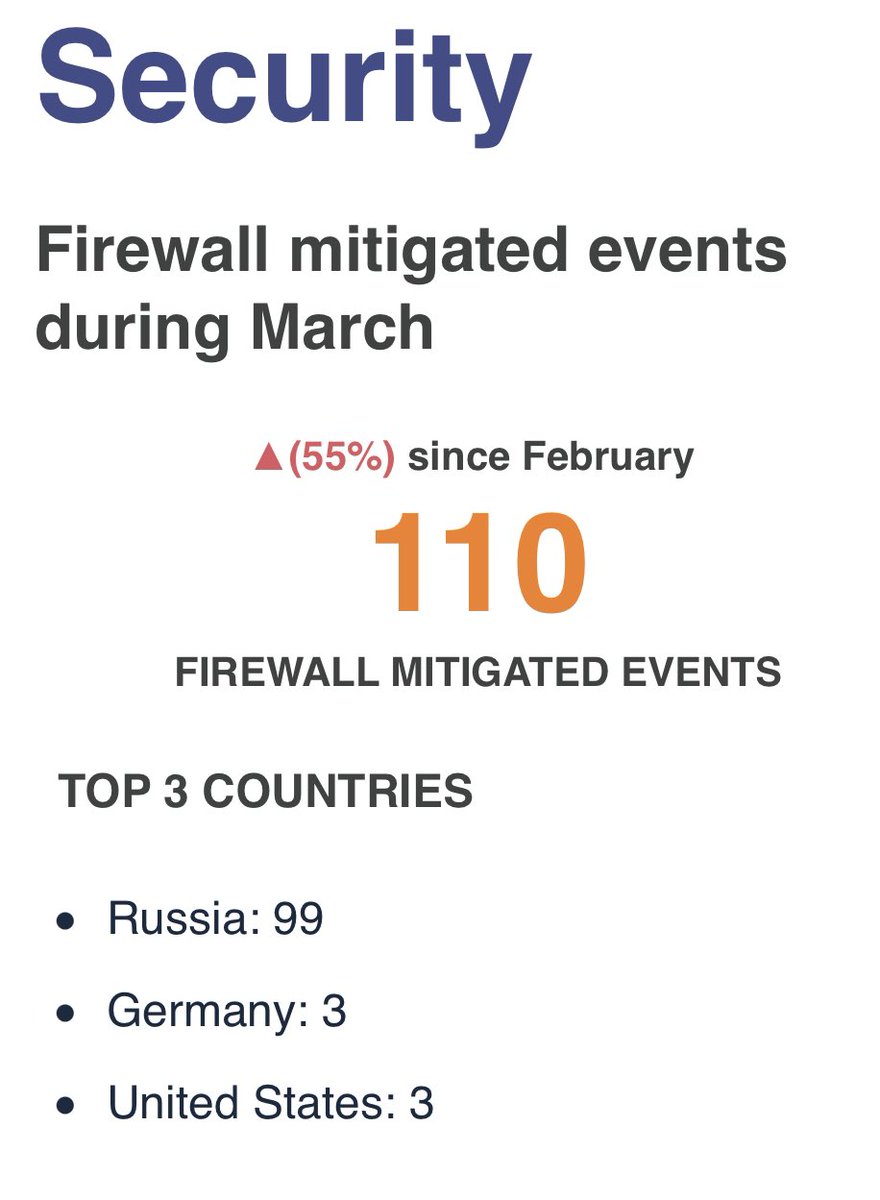 Security
Firewall mitigated events
during March
▲(55%) since February
110
FIREWALL MITIGATED EVENTS
TOP 3 COUNTRIES
• Russia: 99
• Germany: 3
• United States: 3